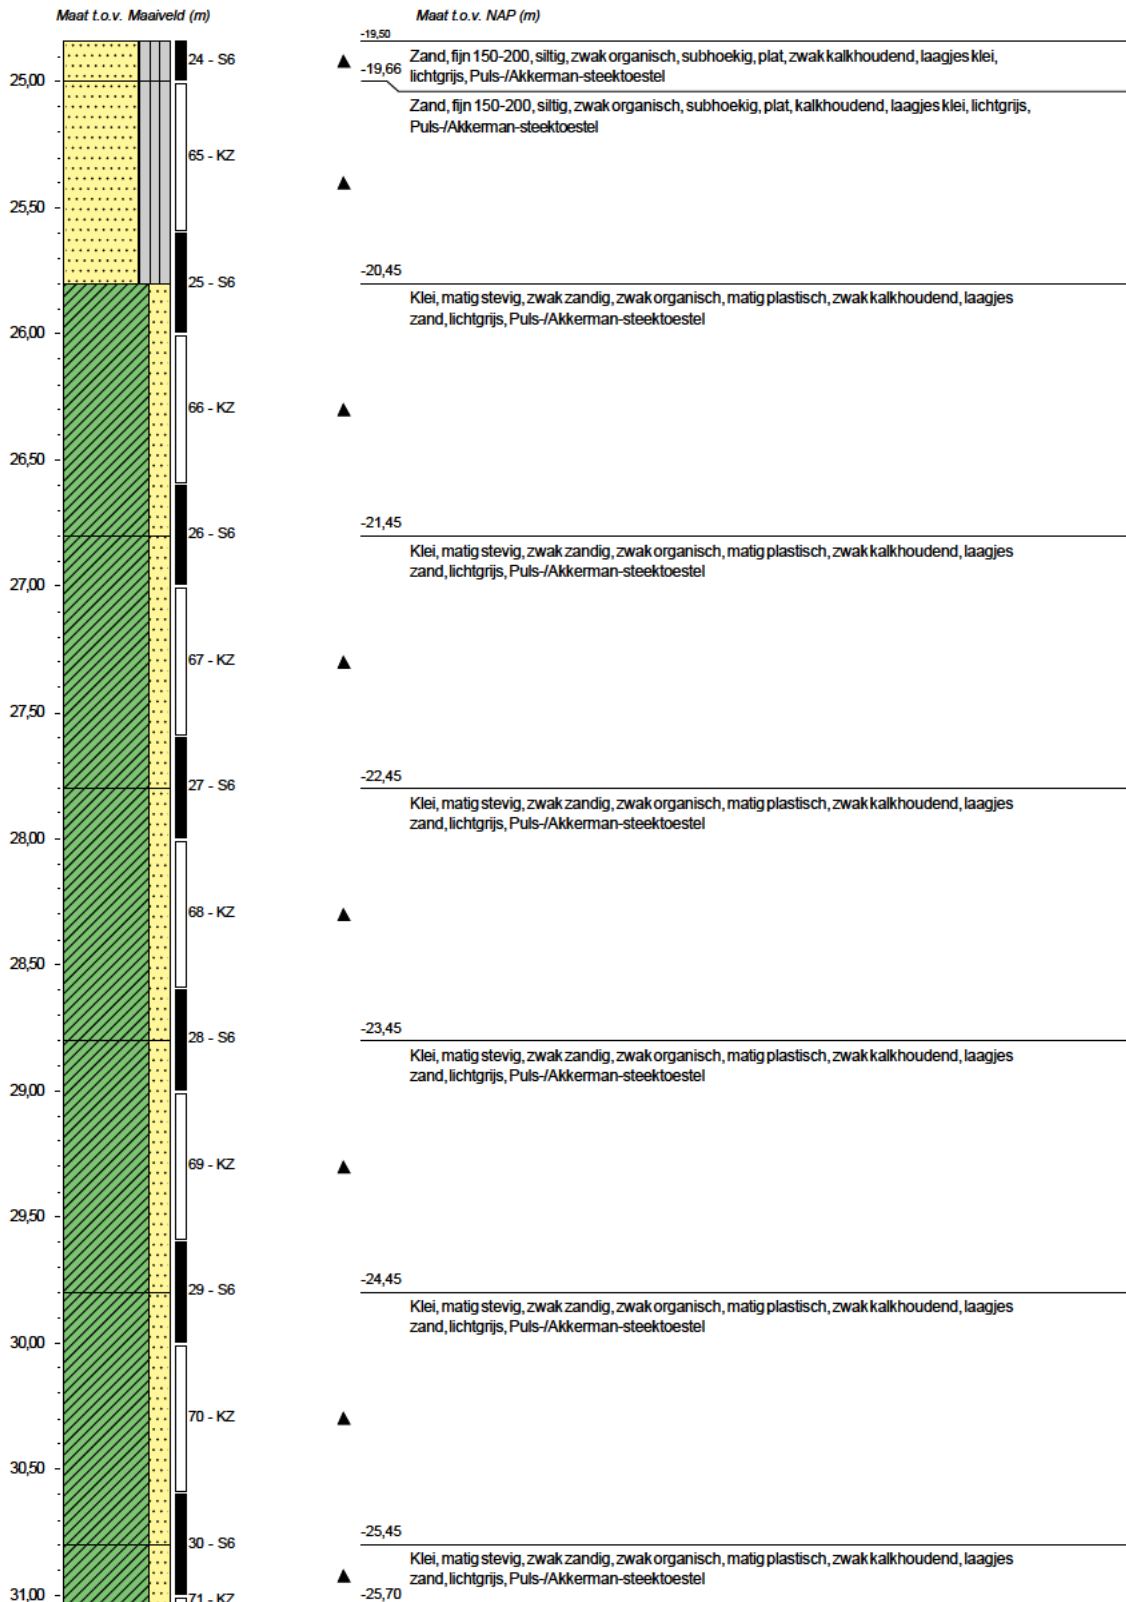 Maat t.o.v. Maaiveld (m)
Maat t.o.v. NAP (m)
-19,50
24 - S6
Zand, fijn 150-200, siltig, zwak organisch, subhoekig, plat, zwak kalkhoudend, laagjes klei,
lichtgrijs, Puls-/Akkerman-steektoestel
25,00
-19,66
Zand, fijn 150-200, siltig, zwak organisch, subhoekig, plat, kalkhoudend, laagjes klei, lichtgrijs,
Puls-/Akkerman-steektoestel
65 - KZ
25,50
-20,45
25 - S6
Klei, matig stevig, zwak zandig, zwak organisch, matig plastisch, zwak kalkhoudend, laagjes
zand, lichtgrijs, Puls-/Akkerman-steektoestel
26,00
66 - KZ
26,50
-21,45
26 - S6
Klei, matig stevig, zwak zandig, zwak organisch, matig plastisch, zwak kalkhoudend, laagjes
zand, lichtgrijs, Puls-/Akkerman-steektoestel
27,00
67 - KZ
27,50
-22,45
27 - S6
Klei, matig stevig, zwak zandig, zwak organisch, matig plastisch, zwak kalkhoudend, laagjes
zand, lichtgrijs, Puls-/Akkerman-steektoestel
28,00
68 - KZ
28,50
-23,45
28 - S6
Klei, matig stevig, zwak zandig, zwak organisch, matig plastisch, zwak kalkhoudend, laagjes
zand, lichtgrijs, Puls-/Akkerman-steektoestel
29,00
69 - KZ
29,50
-24,45
29 - S6
Klei, matig stevig, zwak zandig, zwak organisch, matig plastisch, zwak kalkhoudend, laagjes
zand, lichtgrijs, Puls-/Akkerman-steektoestel
30,00
70 - KZ
30,50
-25,45
30 - S6
Klei, matig stevig, zwak zandig, zwak organisch, matig plastisch, zwak kalkhoudend, laagjes
zand, lichtgrijs, Puls-/Akkerman-steektoestel
31,00
-25,70
71 - KZ